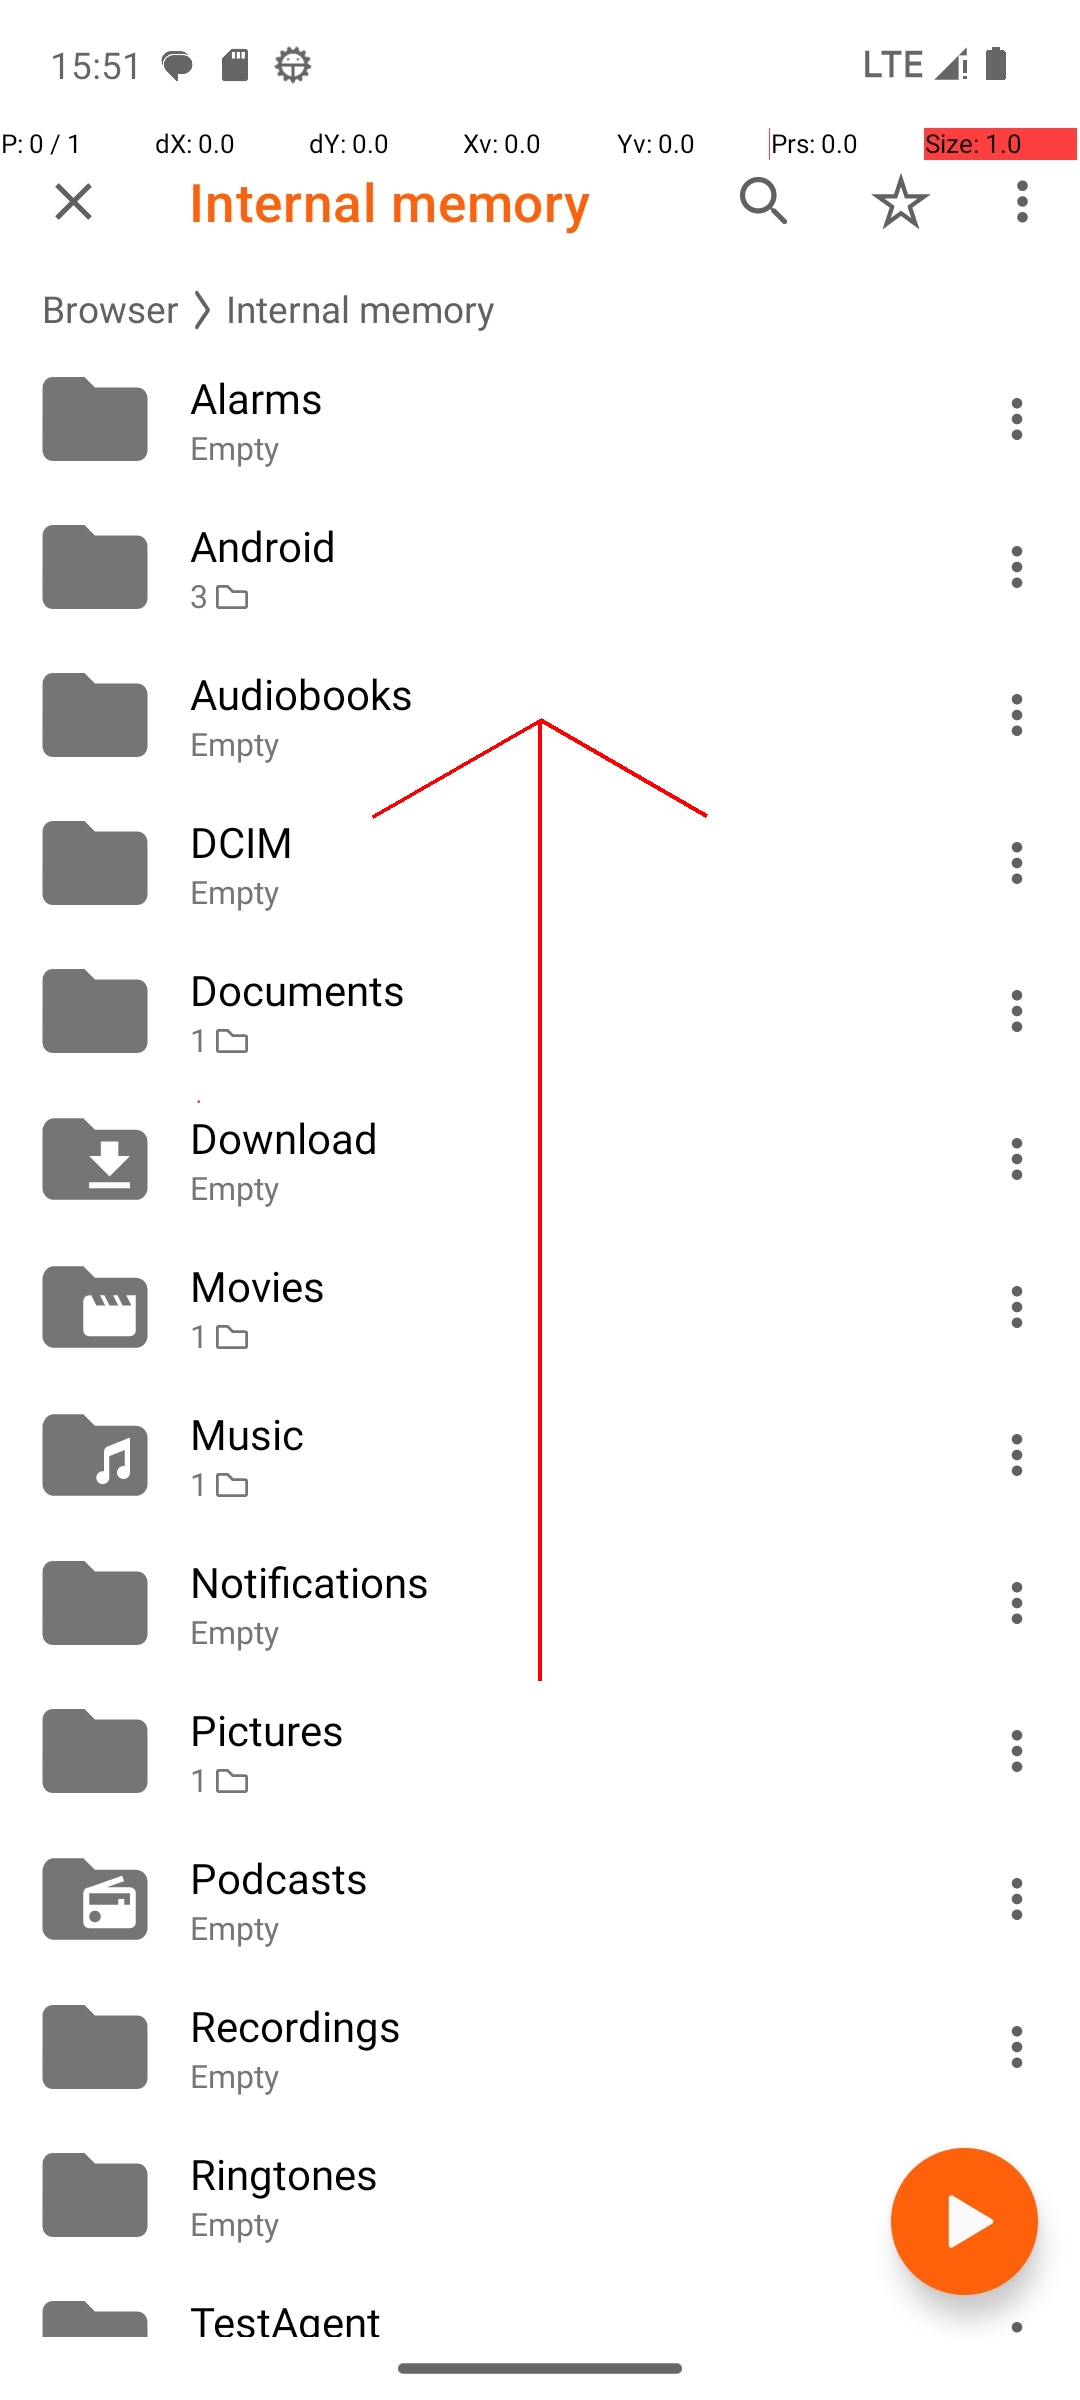 15:51
LTE
P: 0 / 1 dX: 0.0 dY: 0.0 Xv: 0.0 Yv: 0.0 Prs: 0.0 Size: 1.0
Internal memory
Browser Internal memory
Alarms
Empty
Android
3
Audiobooks
Empty
DCIM
Empty
Documents
1
Download
Empty
Movies
1
Music
1
Notifications
Empty
Pictures
1
Podcasts
Empty
Recordings
Empty
Ringtones
Empty
TestAgent